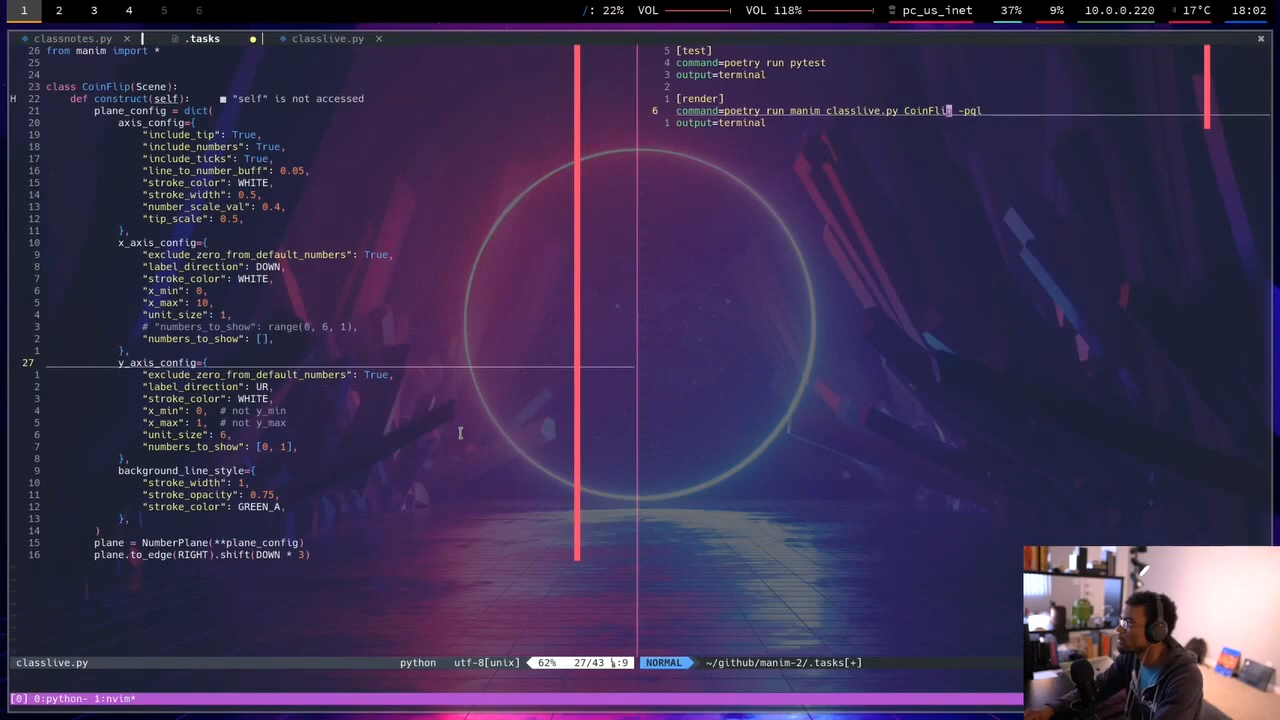 1 2 3 4 5 6 /: 22% VOL VOL 118% pc_us_inet 37% 9% 10.0.0.220 17°C 18:02
classnotes.py × .tasks ● classlive.py ×
26 from manim import *
25
24
23 class CoinFlip(Scene):
H 22 def construct(self): ■ "self" is not accessed
21 plane_config = dict(
20 axis_config={
19 "include_tip": True,
18 "include_numbers": True,
17 "include_ticks": True,
16 "line_to_number_buff": 0.05,
15 "stroke_color": WHITE,
14 "stroke_width": 0.5,
13 "number_scale_val": 0.4,
12 "tip_scale": 0.5,
11 },
10 x_axis_config={
9 "exclude_zero_from_default_numbers": True,
8 "label_direction": DOWN,
7 "stroke_color": WHITE,
6 "x_min": 0,
5 "x_max": 10,
4 "unit_size": 1,
3 # "numbers_to_show": range(0, 6, 1),
2 "numbers_to_show": [],
1 },
27 y_axis_config={
1 "exclude_zero_from_default_numbers": True,
2 "label_direction": UR,
3 "stroke_color": WHITE,
4 "x_min": 0, # not y_min
5 "x_max": 1, # not y_max
6 "unit_size": 6,
7 "numbers_to_show": [0, 1],
8 },
9 background_line_style={
10 "stroke_width": 1,
11 "stroke_opacity": 0.75,
12 "stroke_color": GREEN_A,
13 },
14 )
15 plane = NumberPlane(**plane_config)
16 plane.to_edge(RIGHT).shift(DOWN * 3)
5 [test]
4 command=poetry run pytest
3 output=terminal
2
1 [render]
6 command=poetry run manim classlive.py CoinFlip -pql
1 output=terminal
classlive.py python utf-8[unix] 62% 27/43 :9 NORMAL ~/github/manim-2/.tasks[+]
[0] 0:python- 1:nvim*